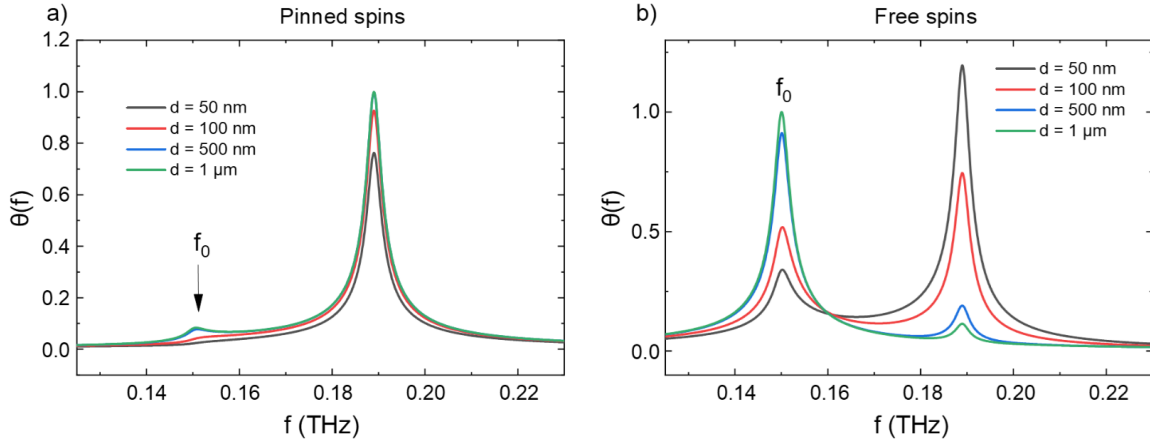 a)
Pinned spins
1.2
1.0
0.8
0.6
0.4
0.2
0.0
θ(f)
d = 50 nm
d = 100 nm
d = 500 nm
d = 1 μm
f0
0.14
0.16
0.18
0.20
0.22
f (THz)
b)
Free spins
1.0
0.5
0.0
θ(f)
f0
d = 50 nm
d = 100 nm
d = 500 nm
d = 1 μm
0.14
0.16
0.18
0.20
0.22
f (THz)